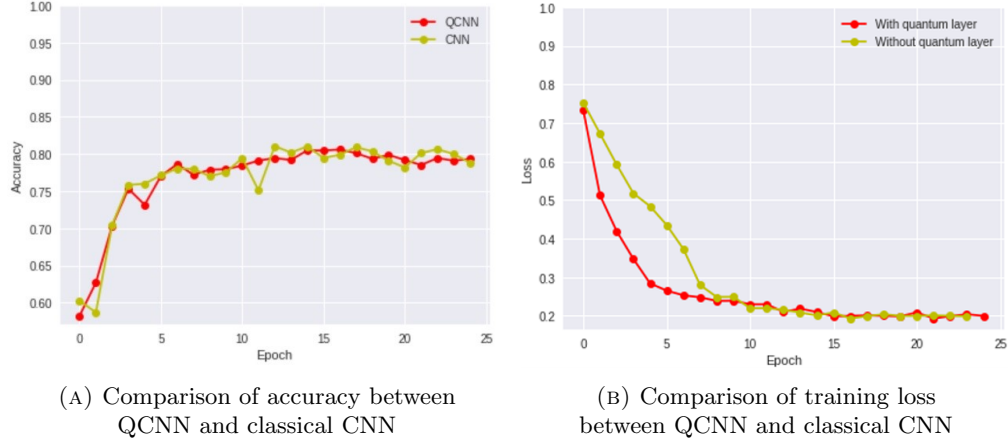 1.00
0.95
0.90
0.85
0.80
0.75
0.70
0.65
0.60
Accuracy
QCNN
CNN
0 5 10 15 20 25
Epoch
(A) Comparison of accuracy between
QCNN and classical CNN
1.0
0.9
0.8
0.7
0.6
0.5
0.4
0.3
0.2
Loss
With quantum layer
Without quantum layer
0 5 10 15 20 25
Epoch
(B) Comparison of training loss
between QCNN and classical CNN